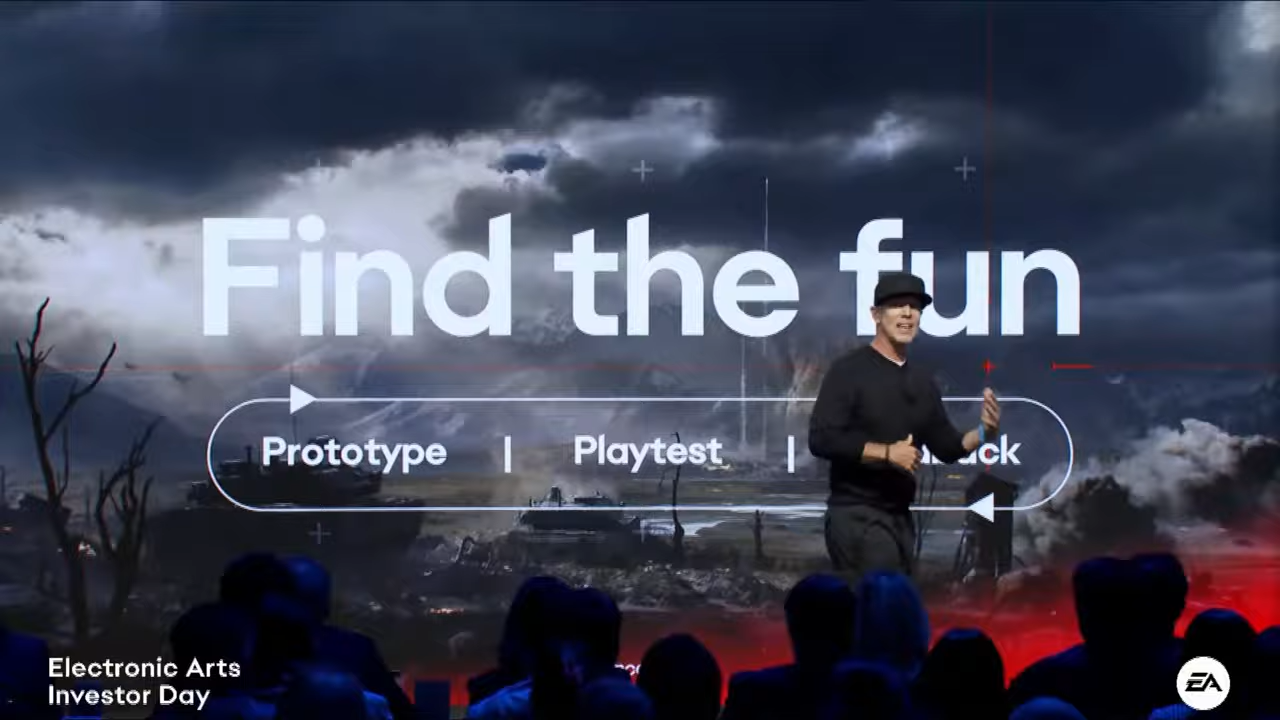 Find the fun
Prototype | Playtest |
Electronic Arts
Investor Day
EA